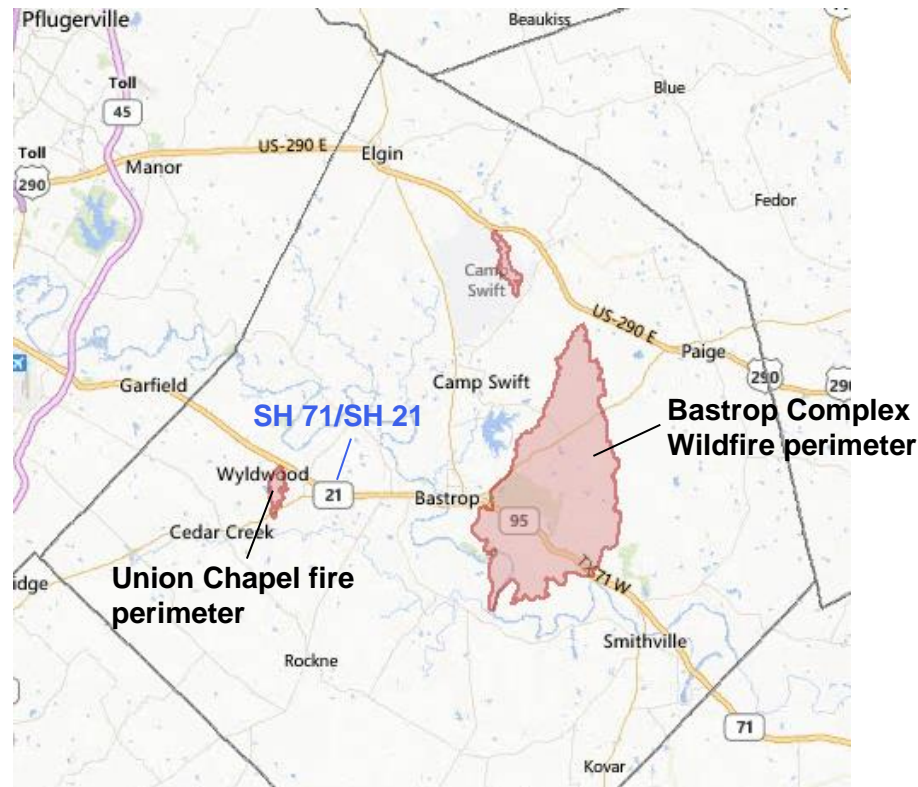 Pflugerville
Beaukiss
Toll
45
Blue
Toll
290
Manor
US-290 E
Elgin
Fedor
Camp
Swift
US-290 E
Paige
290
290
Garfield
Camp Swift
SH 71/SH 21
Bastrop Complex
Wildfire perimeter
Wyldwood
21
Bastrop
95
Cedar Creek
TX-71 W
Union Chapel fire
perimeter
idge
Smithville
Rockne
71
Kovar